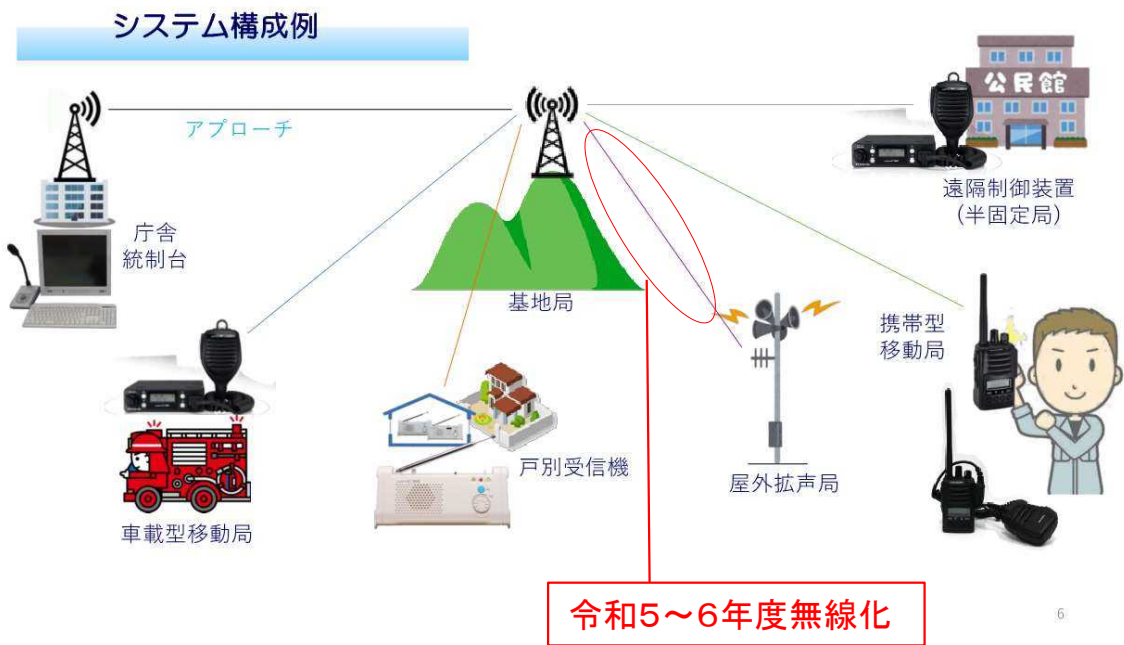 システム構成例
アプローチ
公民館
遠隔制御装置
(半固定局)
庁舎
統制台
基地局
携帯型
移動局
戸別受信機
屋外拡声局
車載型移動局
令和5~6年度無線化
6